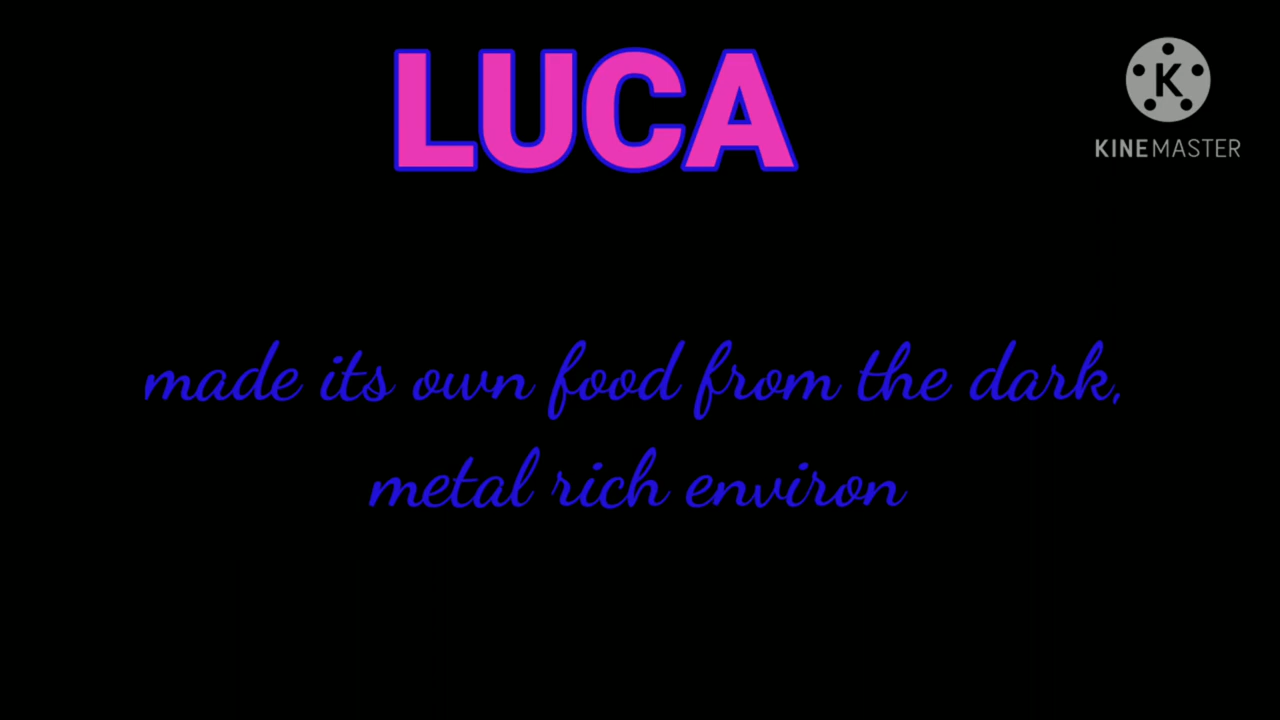 LUCA
K
KINEMASTER
made its own food from the dark,
metal rich environ